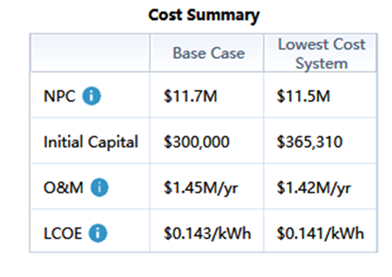 Cost Summary
Base Case Lowest Cost
System
NPC $11.7M $11.5M
Initial Capital $300,000 $365,310
O&M $1.45M/yr $1.42M/yr
LCOE $0.143/kWh $0.141/kWh